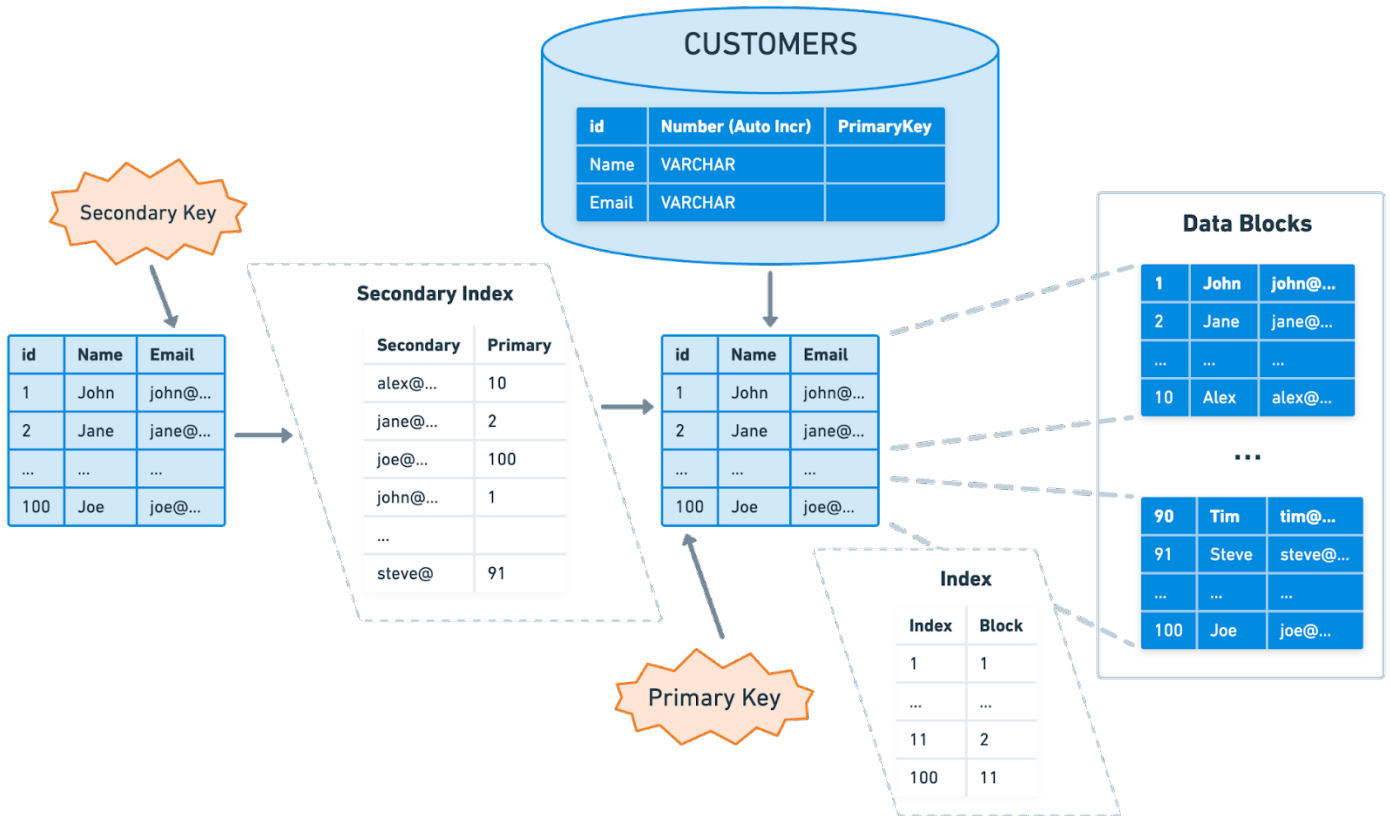 CUSTOMERS
id Number (Auto Incr) PrimaryKey
Name VARCHAR
Email VARCHAR
Secondary Key
id Name Email
1 John john@...
2 Jane jane@...
... ... ...
100 Joe joe@...
Secondary Index
Secondary Primary
alex@... 10
jane@... 2
joe@... 100
john@... 1
...
steve@ 91
id Name Email
1 John john@...
2 Jane jane@...
... ... ...
100 Joe joe@...
Primary Key
Index
Index Block
1 1
... ...
11 2
100 11
Data Blocks
1 John john@...
2 Jane jane@...
... ... ...
10 Alex alex@...
...
90 Tim tim@...
91 Steve steve@...
... ... ...
100 Joe joe@...